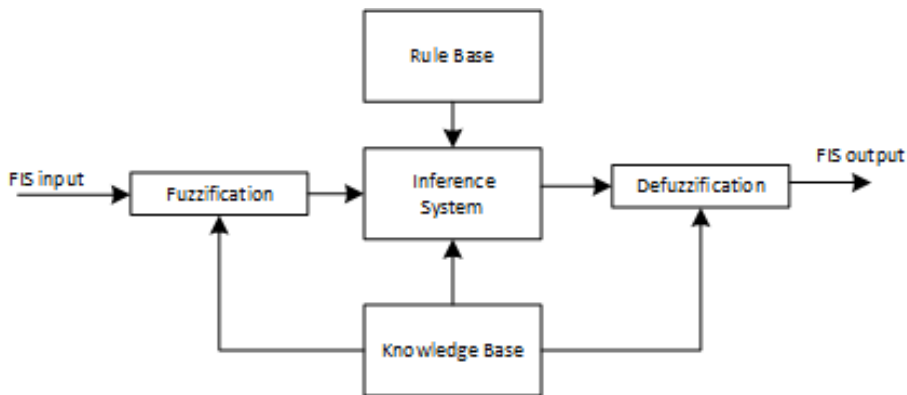 Rule Base
FIS input
Fuzzification
Inference
System
Defuzzification
FIS output
Knowledge Base